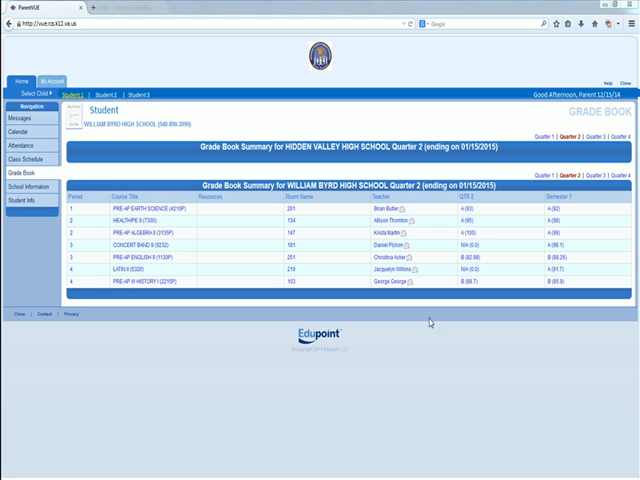 ParentVUE
http://vue.rcs.k12.va.us
Google
Help Close
Home My Account
Select Child Student 1 | Student 2 | Student 3 Good Afternoon, Parent 12/15/14
Navigation
Messages
Calendar
Attendance
Class Schedule
Grade Book
School Information
Student Info
Student
WILLIAM BYRD HIGH SCHOOL (540-890-3090)
GRADE BOOK
Quarter 1 | Quarter 2 | Quarter 3 | Quarter 4
Grade Book Summary for HIDDEN VALLEY HIGH SCHOOL Quarter 2 (ending on 01/15/2015)
Quarter 1 | Quarter 2 | Quarter 3 | Quarter 4
Grade Book Summary for WILLIAM BYRD HIGH SCHOOL Quarter 2 (ending on 01/15/2015)
Period Course Title Resources Room Name Teacher QTR 2 Semester 1
1 PRE-AP EARTH SCIENCE (4210P) 201 Brian Butler A (93) A (92)
2 HEALTH/PE 9 (7300) 134 Allison Thornton A (95) A (98)
2 PRE-AP ALGEBRA II (3135P) 147 Krista Martin A (100) A (99)
3 CONCERT BAND 9 (9232) 181 Daniel Plybon N/A (0.0) A (98.1)
3 PRE-AP ENGLISH 9 (1130P) 251 Christina Acker B (82.98) B (88.26)
4 LATIN II (5320) 218 Jacquelyn Wilkins N/A (0.0) A (91.7)
4 PRE-AP W HISTORY I (2215P) 103 George George B (88.7) B (85.9)
Close | Contact | Privacy
Edupoint
©Copyright 2014 Edupoint, LLC